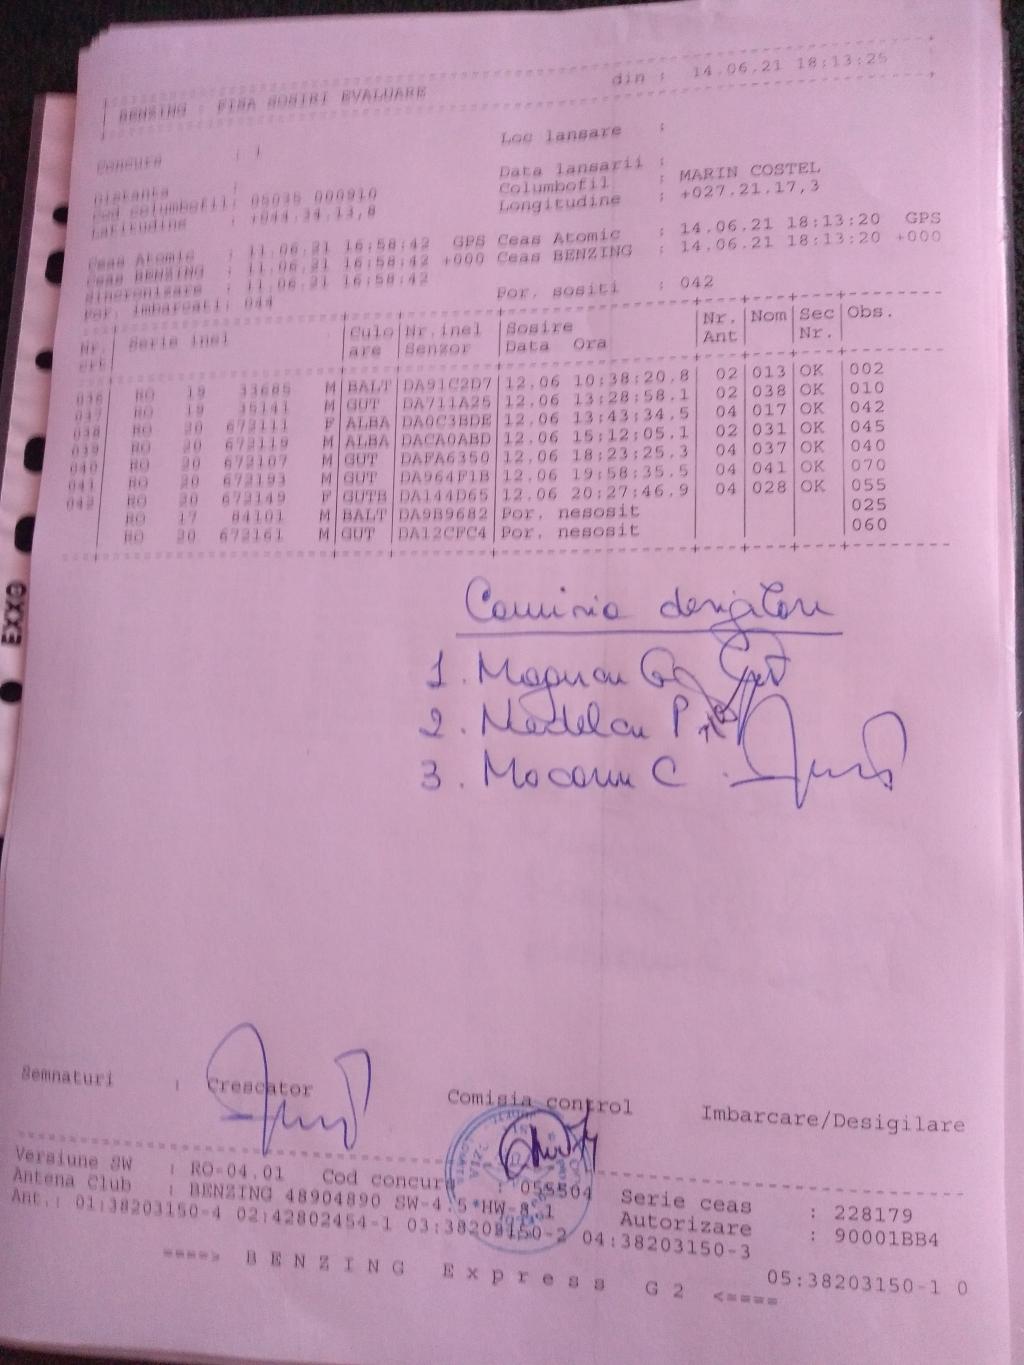 BENZING : FISA SOSIRI EVALUARE din : 14.06.21 18:13:25
Loc lansare :
Distanta : Data lansarii :
Cod columbofil: 05035 000910 Columbofil : MARIN COSTEL
Latitudine : +044.34.13,8 Longitudine : +027.21.17,3
Ceas Atomic : 11.06.21 16:58:42 GPS Ceas Atomic : 14.06.21 18:13:20 GPS
Ceas BENZING : 11.06.21 16:58:42 +000 Ceas BENZING : 14.06.21 18:13:20 +000
Sincronizare : 11.06.21 16:58:42
Por. imbarcati: 044 Por. sositi : 042
Nr. Serie inel Culo Nr.inel Sosire Nr. Nom Sec Obs.
crt are Senzor Data Ora Ant Nr.
036 RO 19 33685 M BALT DA91C2D7 12.06 10:38:20,8 02 013 OK 002
037 RO 19 35141 M GUT DA711A25 12.06 13:28:58.1 02 038 OK 010
038 RO 20 672111 F ALBA DA0C3BDE 12.06 13:43:34.5 04 017 OK 042
039 RO 20 672119 M ALBA DACA0ABD 12.06 15:12:05.1 02 031 OK 045
040 RO 20 672107 M GUT DAFA6350 12.06 18:23:25.3 04 037 OK 040
041 RO 20 672193 M GUT DA964F1B 12.06 19:58:35.5 04 041 OK 070
042 RO 20 672149 F GUTB DA144D65 12.06 20:27:46.9 04 028 OK 055
RO 17 84101 M BALT DA9B9682 Por. nesosit 025
RO 20 672161 M GUT DA12CFC4 Por. nesosit 060
1.
2. P
3. C
Semnaturi : Crescator Comisia control Imbarcare/Desigilare
Versiune SW : RO-04.01 Cod concurs : 055504 Serie ceas : 228179
Antena Club : BENZING 48904890 SW-4.5 HW-8.1 Autorizare : 90001BB4
Ant.: 01:38203150-4 02:42802454-1 03:38203150-2 04:38203150-3 05:38203150-1 0
====> B E N Z I N G E x p r e s s G 2 <====
EXXO